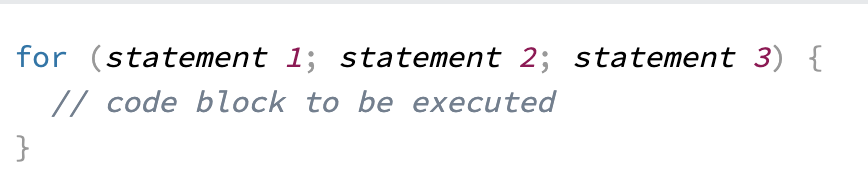 for (statement 1; statement 2; statement 3) {
// code block to be executed
}